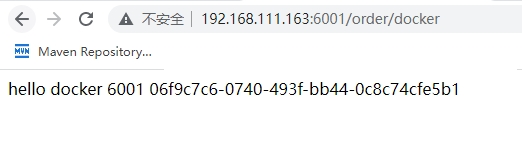 不安全 192.168.111.163:6001/order/docker
MVN Maven Repository...
hello docker 6001 06f9c7c6-0740-493f-bb44-0c8c74cfe5b1